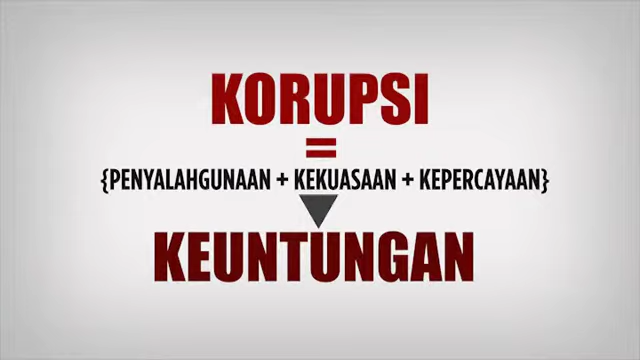 KORUPSI
=
{PENYALAHGUNAAN + KEKUASAAN + KEPERCAYAAN}
KEUNTUNGAN